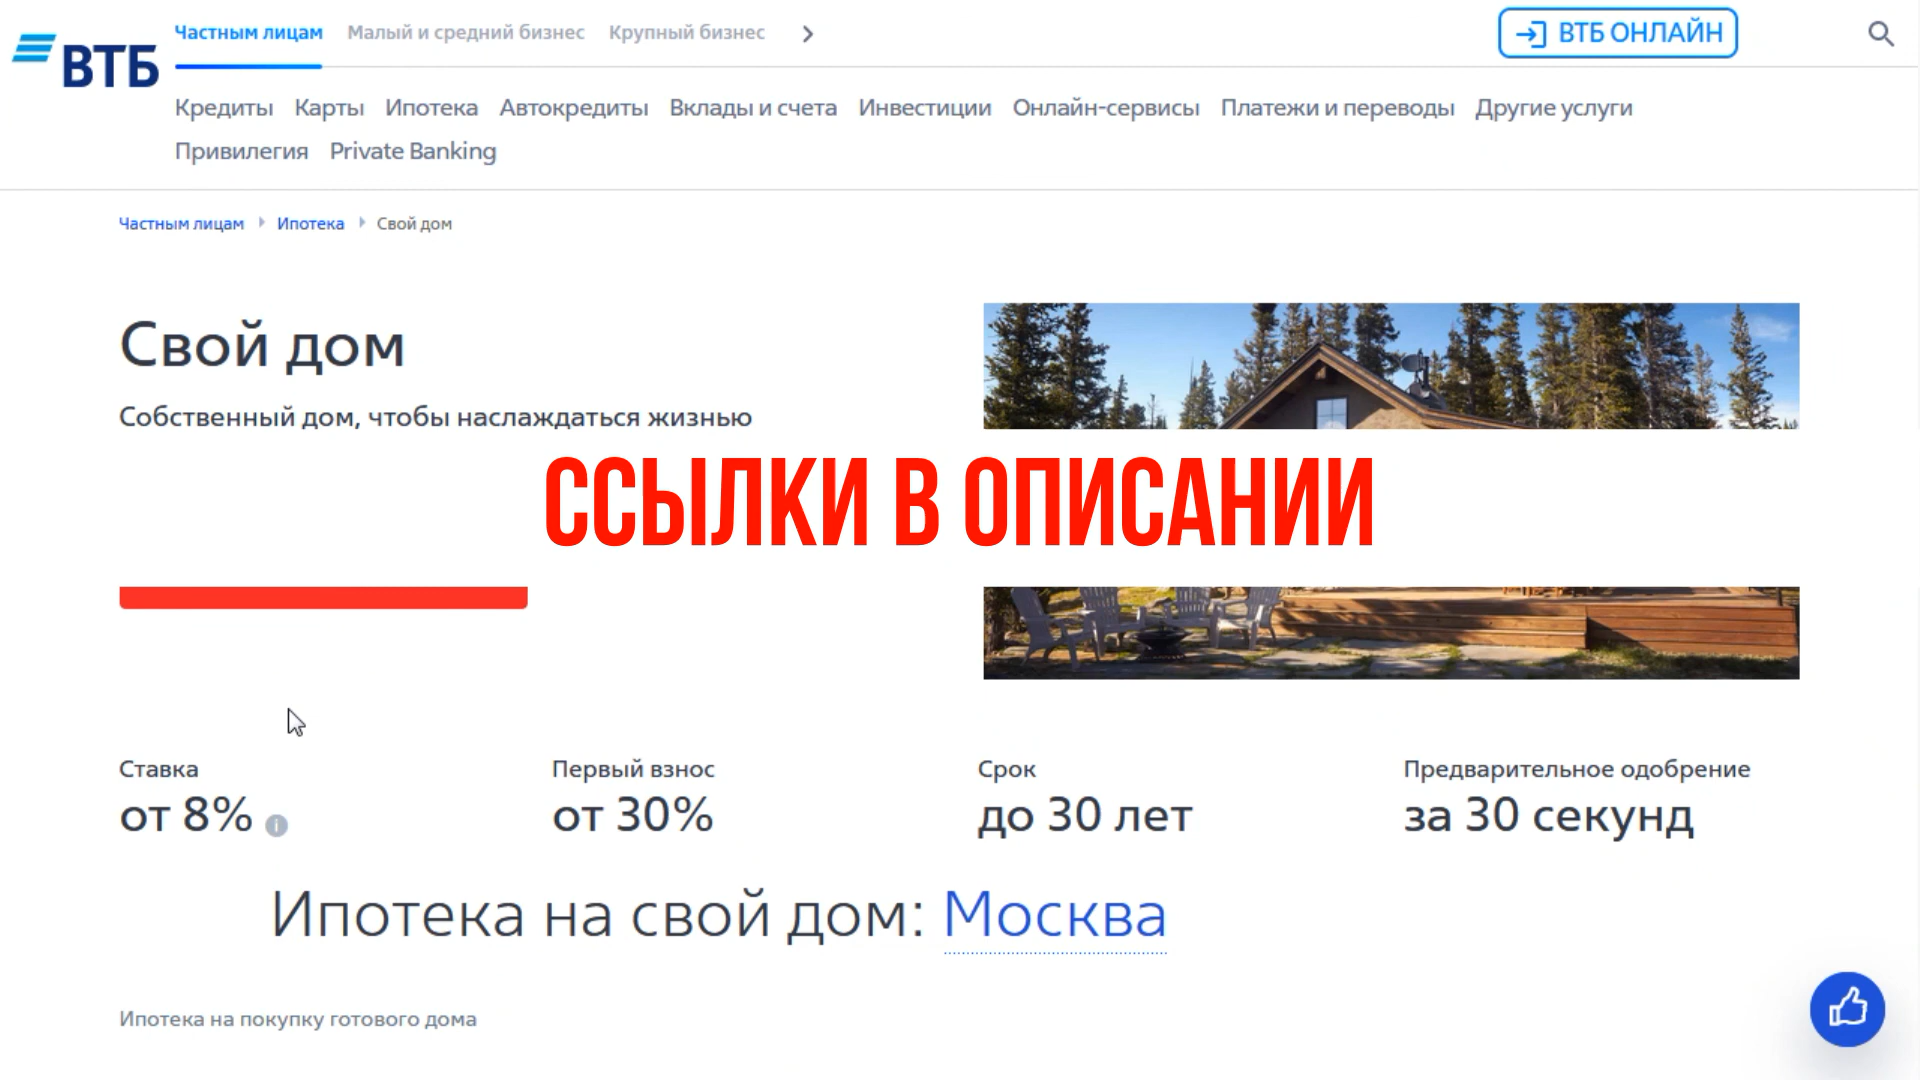 Частным лицам Малый и средний бизнес Крупный бизнес
ВТБ ОНЛАЙН
ВТБ
Кредиты Карты Ипотека Автокредиты Вклады и счета Инвестиции Онлайн-сервисы Платежи и переводы Другие услуги
Привилегия Private Banking
Частным лицам Ипотека Свой дом
Свой дом
Собственный дом, чтобы наслаждаться жизнью
ССЫЛКИ В ОПИСАНИИ
Ставка
от 8%
Первый взнос
от 30%
Срок
до 30 лет
Предварительное одобрение
за 30 секунд
Ипотека на свой дом: Москва
Ипотека на покупку готового дома